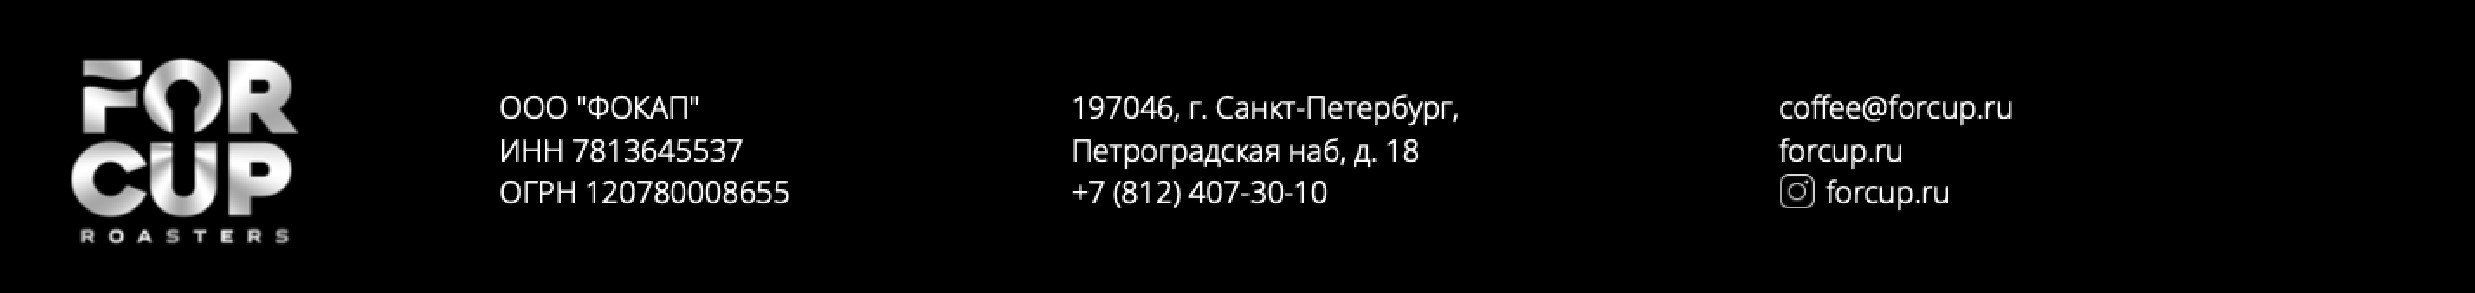 FOR
CUP
ROASTERS
ООО "ФОКАП"
ИНН 7813645537
ОГРН 120780008655
197046, г. Санкт-Петербург,
Петроградская наб, д. 18
+7 (812) 407-30-10
coffee@forcup.ru
forcup.ru
forcup.ru